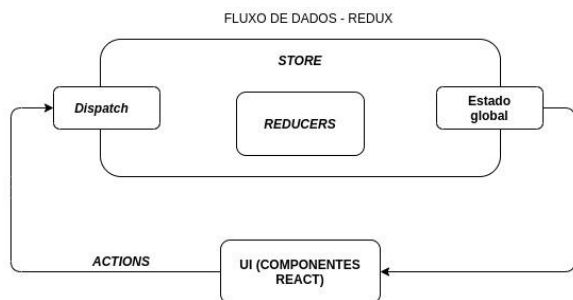 FLUXO DE DADOS - REDUX
STORE
Dispatch
REDUCERS
Estado
global
ACTIONS
UI (COMPONENTES
REACT)